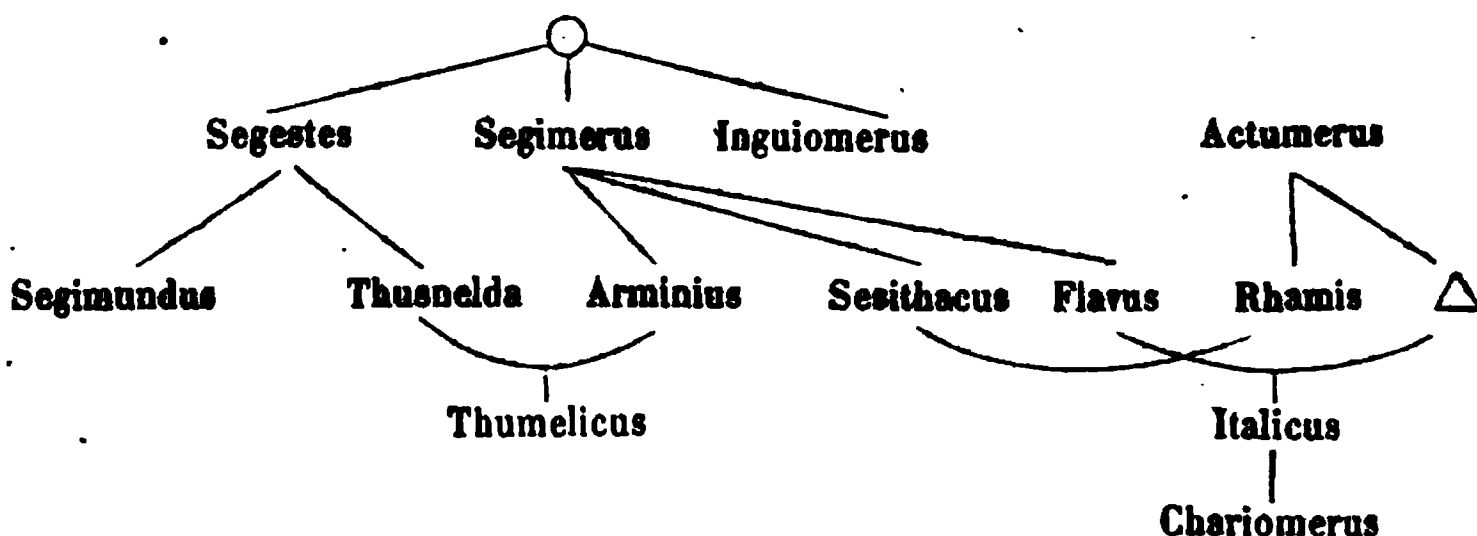 Segestes Segimerus Inguiomerus Actumerus
Segimundus Thusnelda Arminius Sesithacus Flavus Rhamis
Thumelicus Italicus
Chariomerus